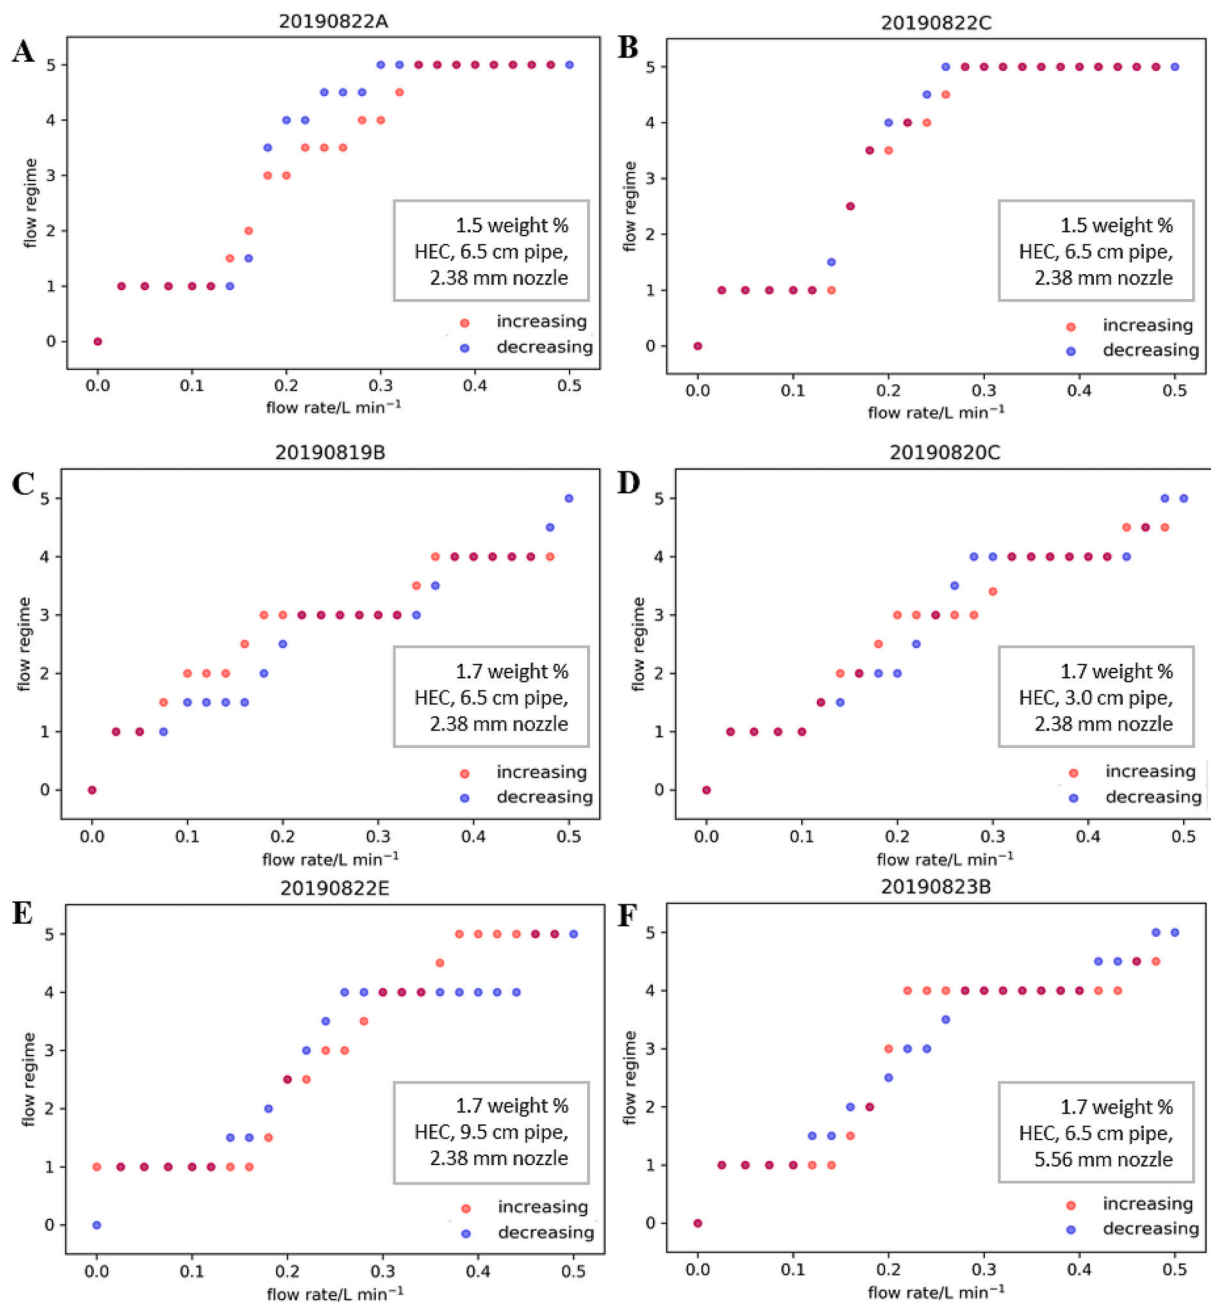 A
20190822A
flow regime
5
4
3
2
1
0
1.5 weight %
HEC, 6.5 cm pipe,
2.38 mm nozzle
increasing
decreasing
0.0 0.1 0.2 0.3 0.4 0.5
flow rate/L min⁻¹
B
20190822C
flow regime
5
4
3
2
1
0
1.5 weight %
HEC, 6.5 cm pipe,
2.38 mm nozzle
increasing
decreasing
0.0 0.1 0.2 0.3 0.4 0.5
flow rate/L min⁻¹
C
20190819B
flow regime
5
4
3
2
1
0
1.7 weight %
HEC, 6.5 cm pipe,
2.38 mm nozzle
increasing
decreasing
0.0 0.1 0.2 0.3 0.4 0.5
flow rate/L min⁻¹
D
20190820C
flow regime
5
4
3
2
1
0
1.7 weight %
HEC, 3.0 cm pipe,
2.38 mm nozzle
increasing
decreasing
0.0 0.1 0.2 0.3 0.4 0.5
flow rate/L min⁻¹
E
20190822E
flow regime
5
4
3
2
1
0
1.7 weight %
HEC, 9.5 cm pipe,
2.38 mm nozzle
increasing
decreasing
0.0 0.1 0.2 0.3 0.4 0.5
flow rate/L min⁻¹
F
20190823B
flow regime
5
4
3
2
1
0
1.7 weight %
HEC, 6.5 cm pipe,
5.56 mm nozzle
increasing
decreasing
0.0 0.1 0.2 0.3 0.4 0.5
flow rate/L min⁻¹